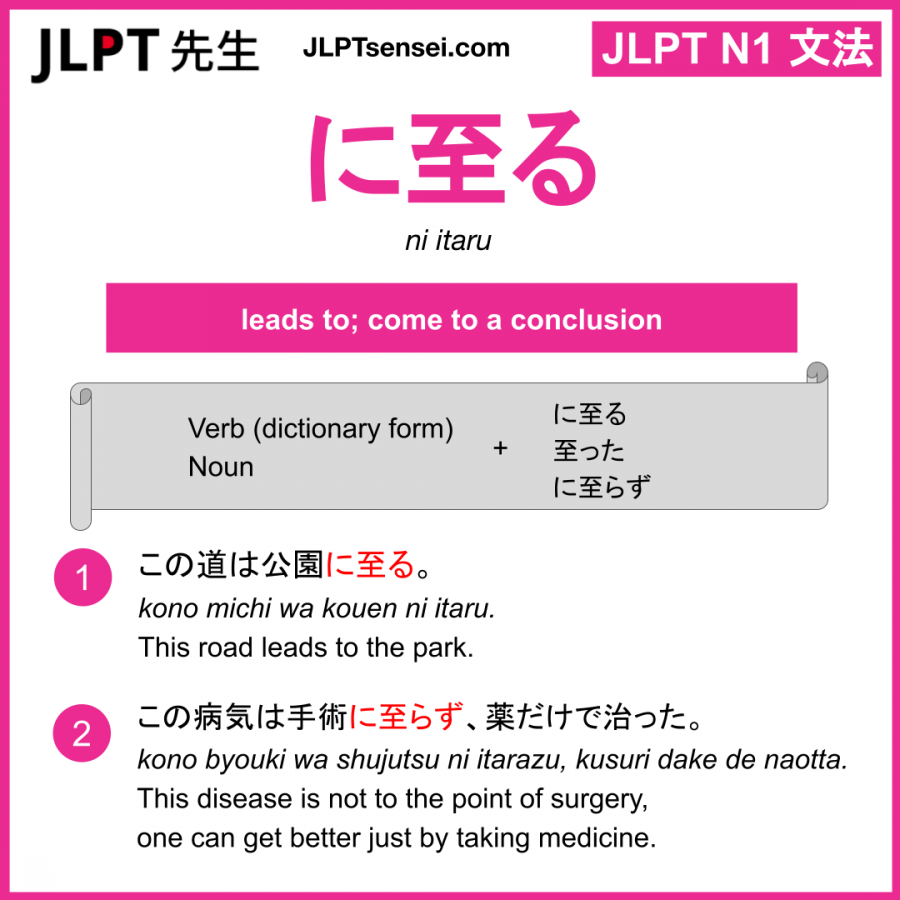 JLPT 先生
JLPTsensei.com
JLPT N1 文法
に至る
ni itaru
leads to; come to a conclusion
Verb (dictionary form)
Noun
+
に至る
至った
に至らず
1
この道は公園に至る。
kono michi wa kouen ni itaru.
This road leads to the park.
2
この病気は手術に至らず、薬だけで治った。
kono byouki wa shujutsu ni itarazu, kusuri dake de naotta.
This disease is not to the point of surgery,
one can get better just by taking medicine.